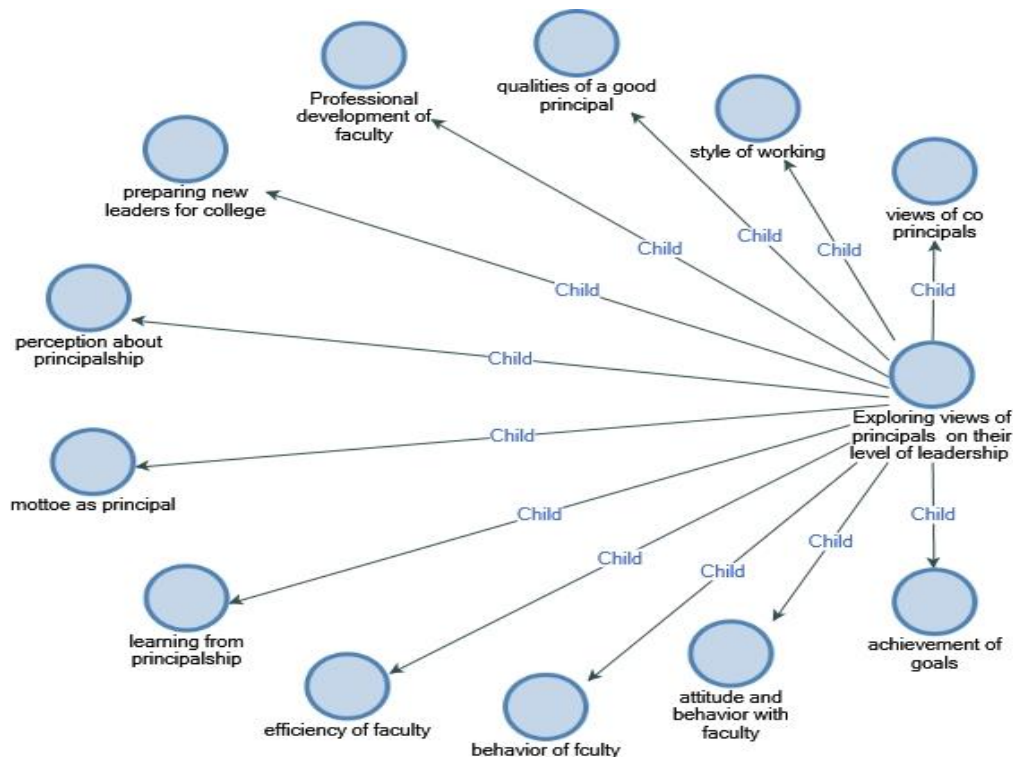 qualities of a good
principal
Professional
development of
faculty
style of working
preparing new
leaders for college
views of co
principals
Child
Child
Child
Child
Child
perception about
principalship
Child
Exploring views of
principals on their
level of leadership
mottoe as principal
Child
Child
Child
Child
Child
Child
learning from
principalship
achievement of
goals
efficiency of faculty
attitude and
behavior with
faculty
behavior of fculty